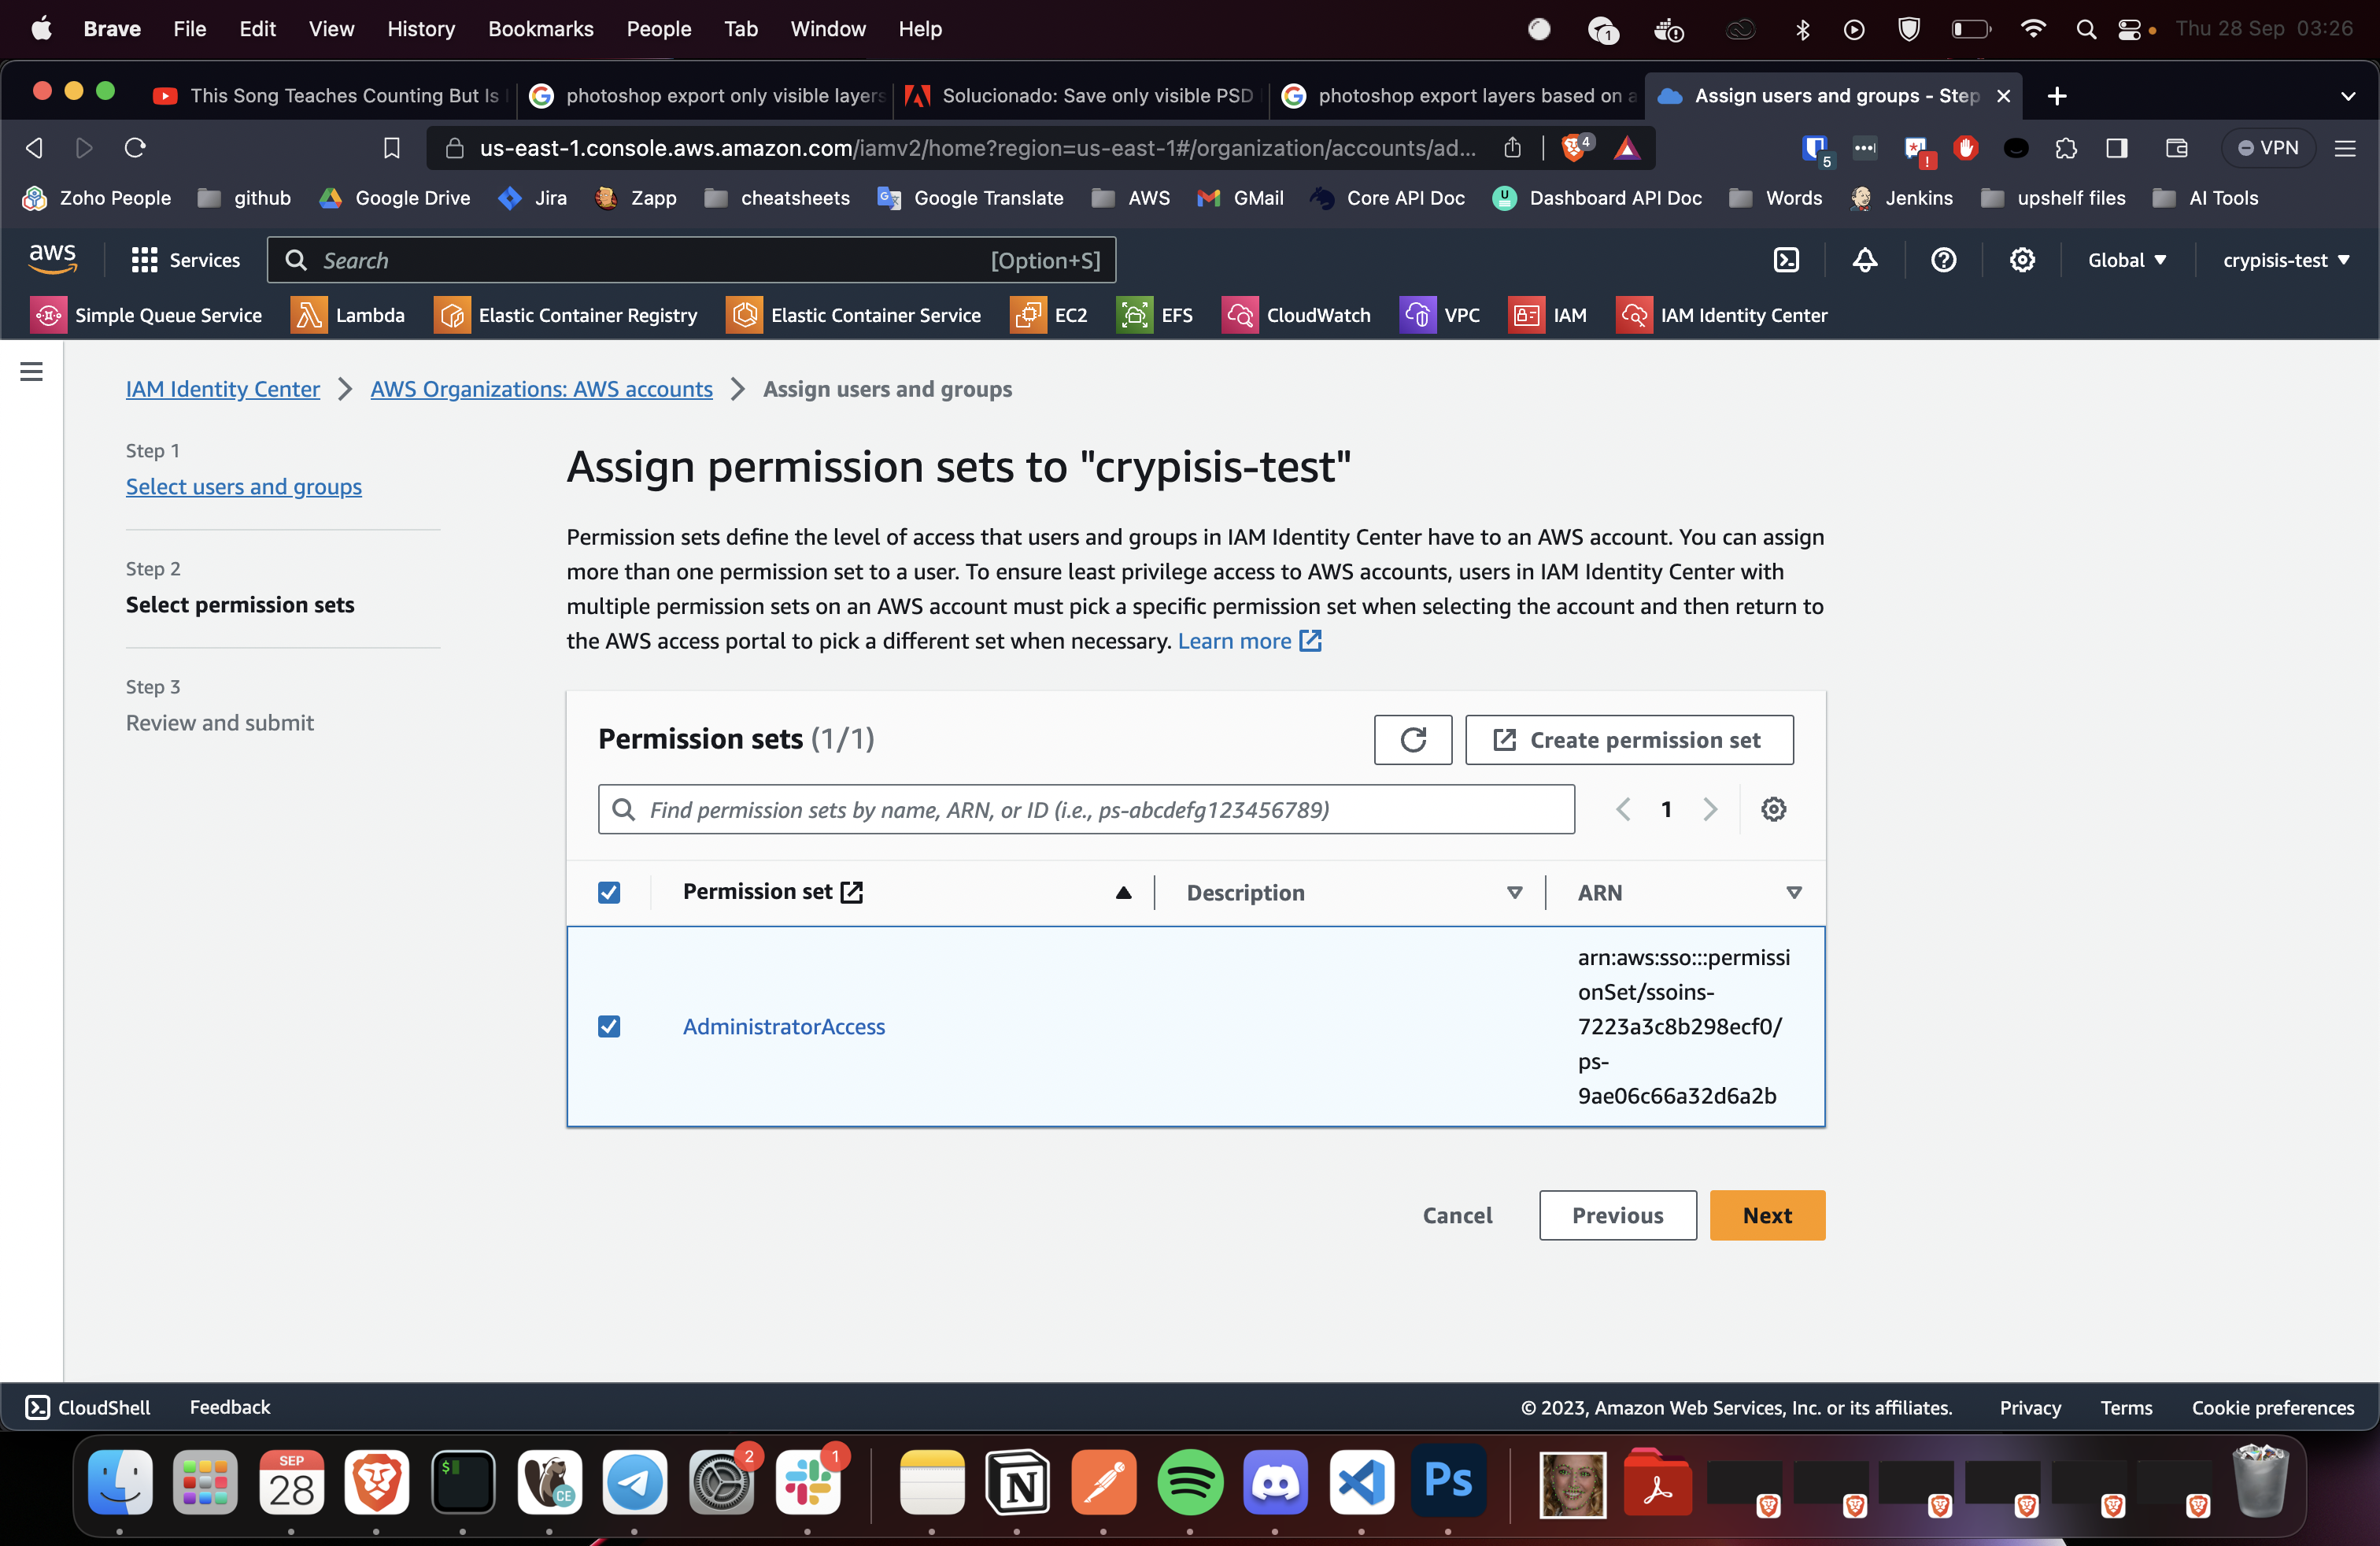 Brave File Edit View History Bookmarks People Tab Window Help 1 Thu 28 Sep 03:26
This Song Teaches Counting But Is
photoshop export only visible layers
Solucionado: Save only visible PSD
photoshop export layers based on a
Assign users and groups - Step
us-east-1.console.aws.amazon.com/iamv2/home?region=us-east-1#/organization/accounts/ad... 4 5 ! VPN
Zoho People github Google Drive Jira Zapp cheatsheets Google Translate AWS GMail Core API Doc Dashboard API Doc Words Jenkins upshelf files AI Tools
aws Services Search [Option+S] Global crypisis-test
Simple Queue Service Lambda Elastic Container Registry Elastic Container Service EC2 EFS CloudWatch VPC IAM IAM Identity Center
IAM Identity Center AWS Organizations: AWS accounts Assign users and groups
Step 1
Select users and groups
Step 2
Select permission sets
Step 3
Review and submit
Assign permission sets to "crypisis-test"
Permission sets define the level of access that users and groups in IAM Identity Center have to an AWS account. You can assign
more than one permission set to a user. To ensure least privilege access to AWS accounts, users in IAM Identity Center with
multiple permission sets on an AWS account must pick a specific permission set when selecting the account and then return to
the AWS access portal to pick a different set when necessary. Learn more
Permission sets (1/1) Create permission set
Find permission sets by name, ARN, or ID (i.e., ps-abcdefg123456789) 1
Permission set Description ARN
AdministratorAccess
arn:aws:sso:::permissi
onSet/ssoins-
7223a3c8b298ecf0/
ps-
9ae06c66a32d6a2b
Cancel Previous Next
CloudShell Feedback © 2023, Amazon Web Services, Inc. or its affiliates. Privacy Terms Cookie preferences
SEP
28
$
CE
2
1
N
Ps